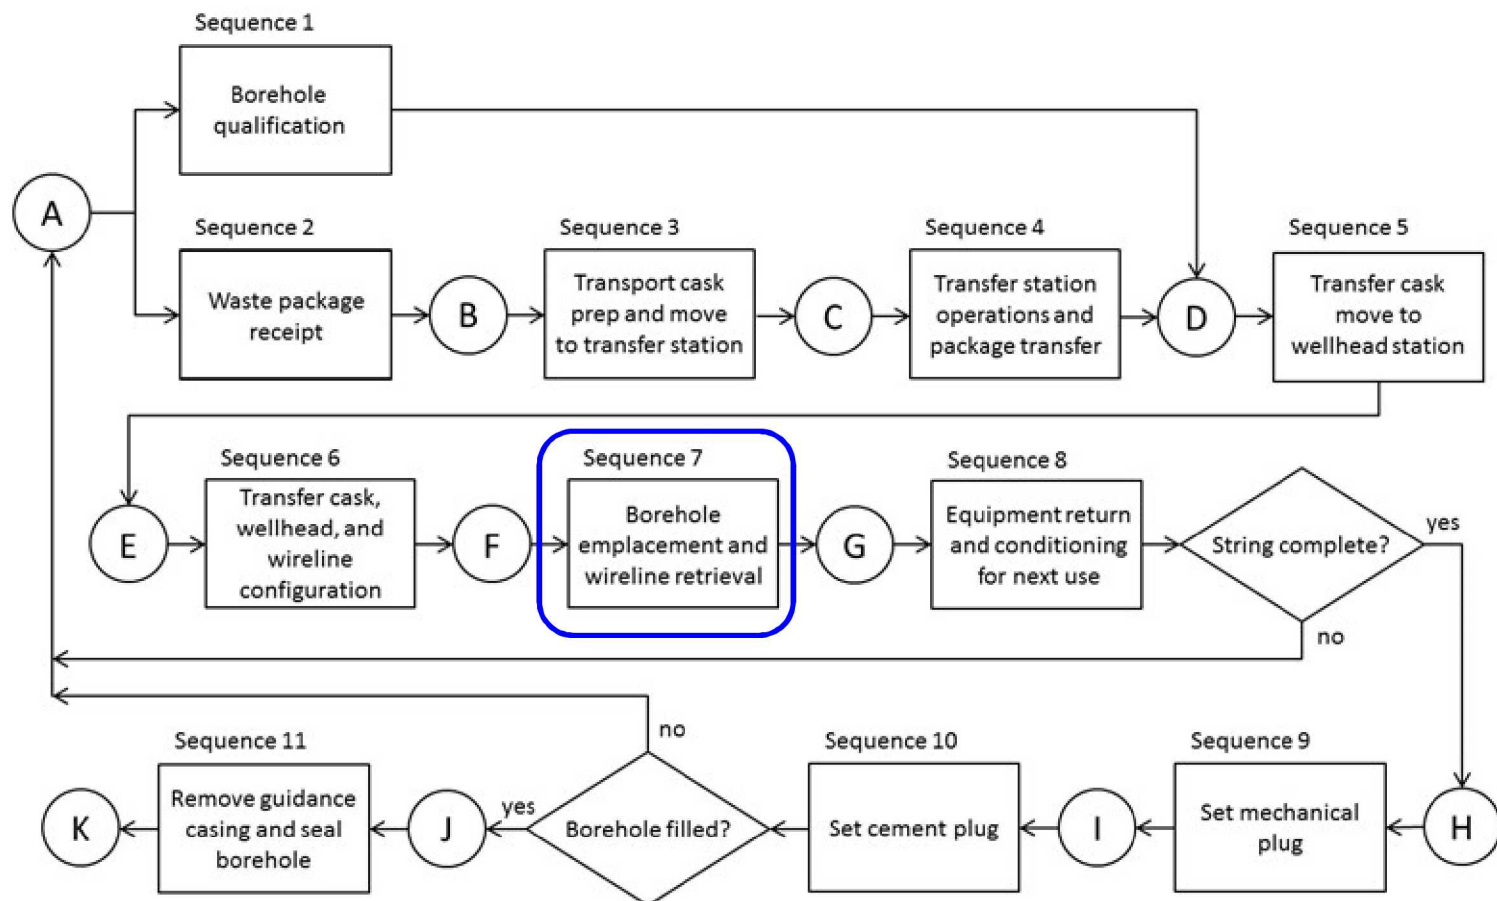 Sequence 1
Borehole
qualification
A
Sequence 2
Waste package
receipt
B
Sequence 3
Transport cask
prep and move
to transfer station
C
Sequence 4
Transfer station
operations and
package transfer
D
Sequence 5
Transfer cask
move to
wellhead station
E
Sequence 6
Transfer cask,
wellhead, and
wireline
configuration
F
Sequence 7
Borehole
emplacement and
wireline retrieval
G
Sequence 8
Equipment return
and conditioning
for next use
String complete?
yes
no
H
Sequence 9
Set mechanical
plug
I
Sequence 10
Set cement plug
Borehole filled?
no
yes
J
Sequence 11
Remove guidance
casing and seal
borehole
K